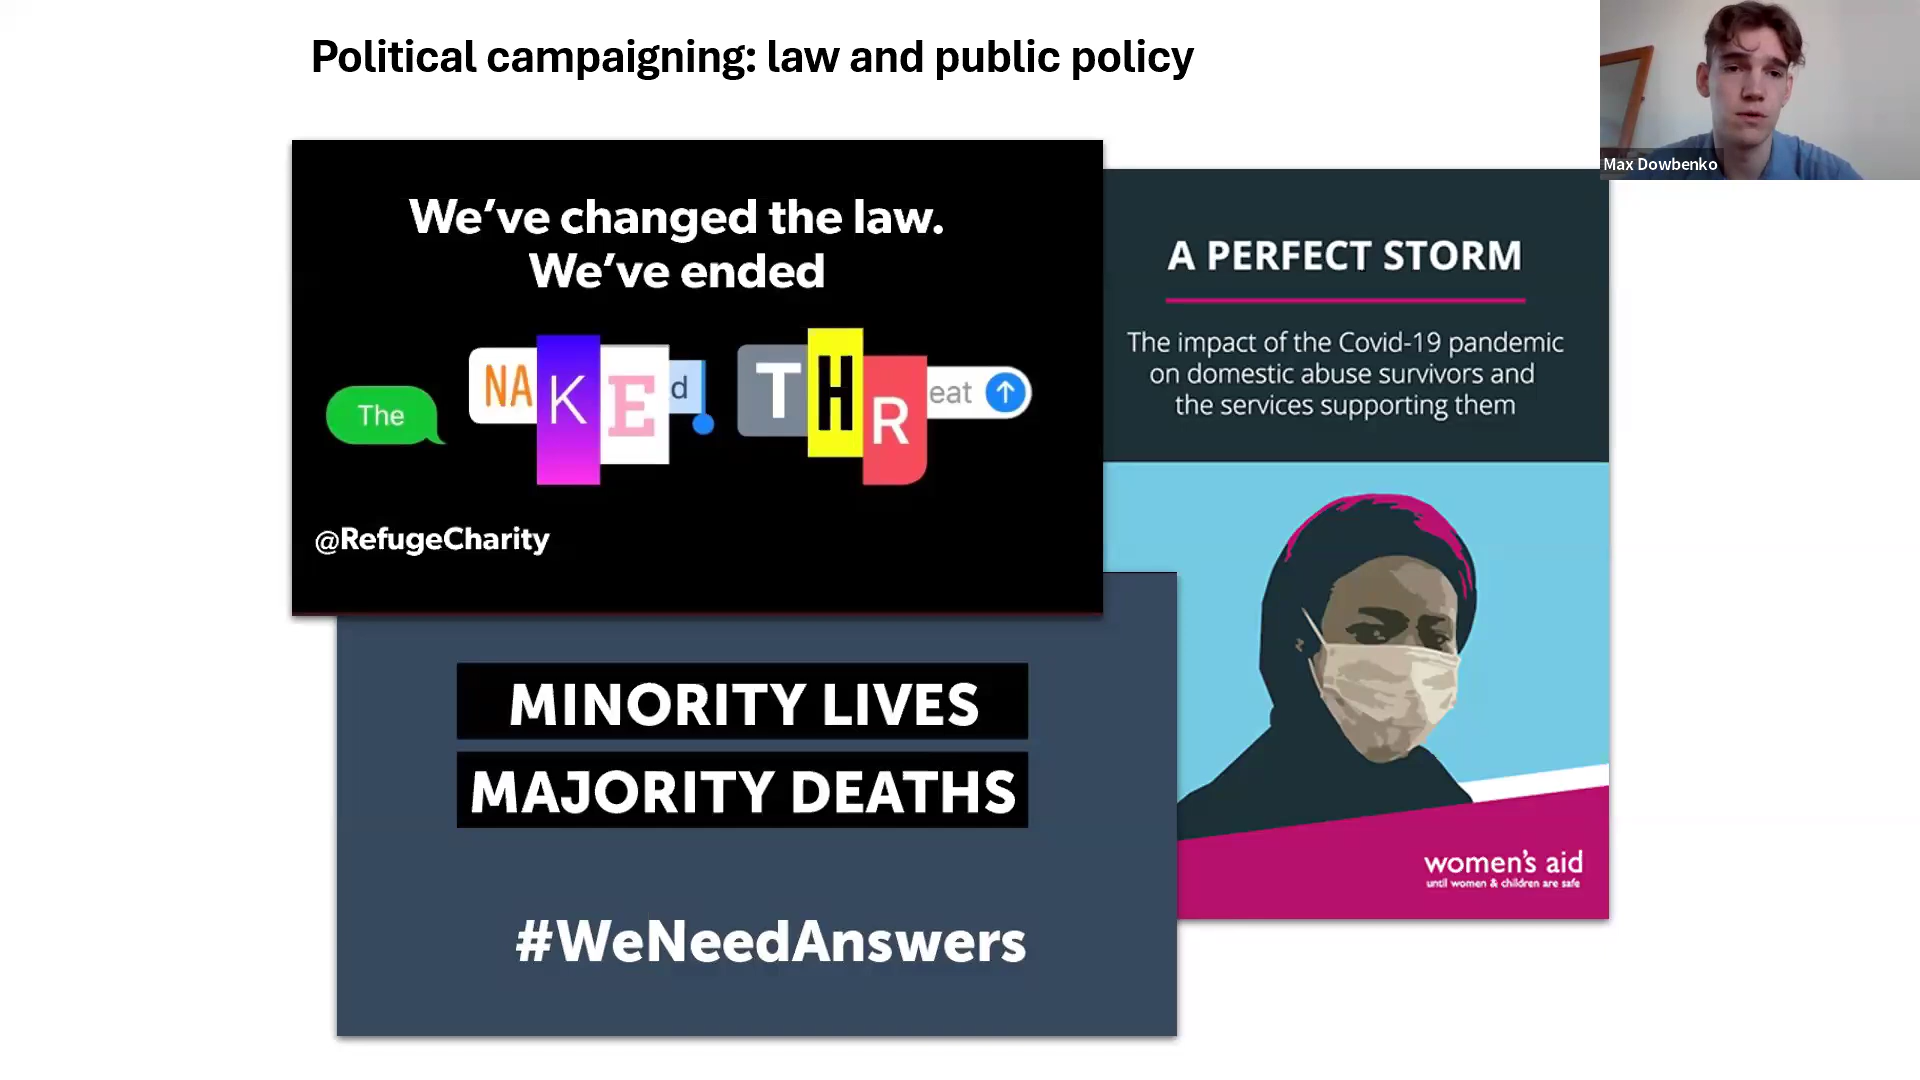 Political campaigning: law and public policy
Max Dowbenko
We've changed the law.
We've ended
The NAKEd THReat
@RefugeCharity
A PERFECT STORM
The impact of the Covid-19 pandemic
on domestic abuse survivors and
the services supporting them
women's aid
until women & children are safe
MINORITY LIVES
MAJORITY DEATHS
#WeNeedAnswers